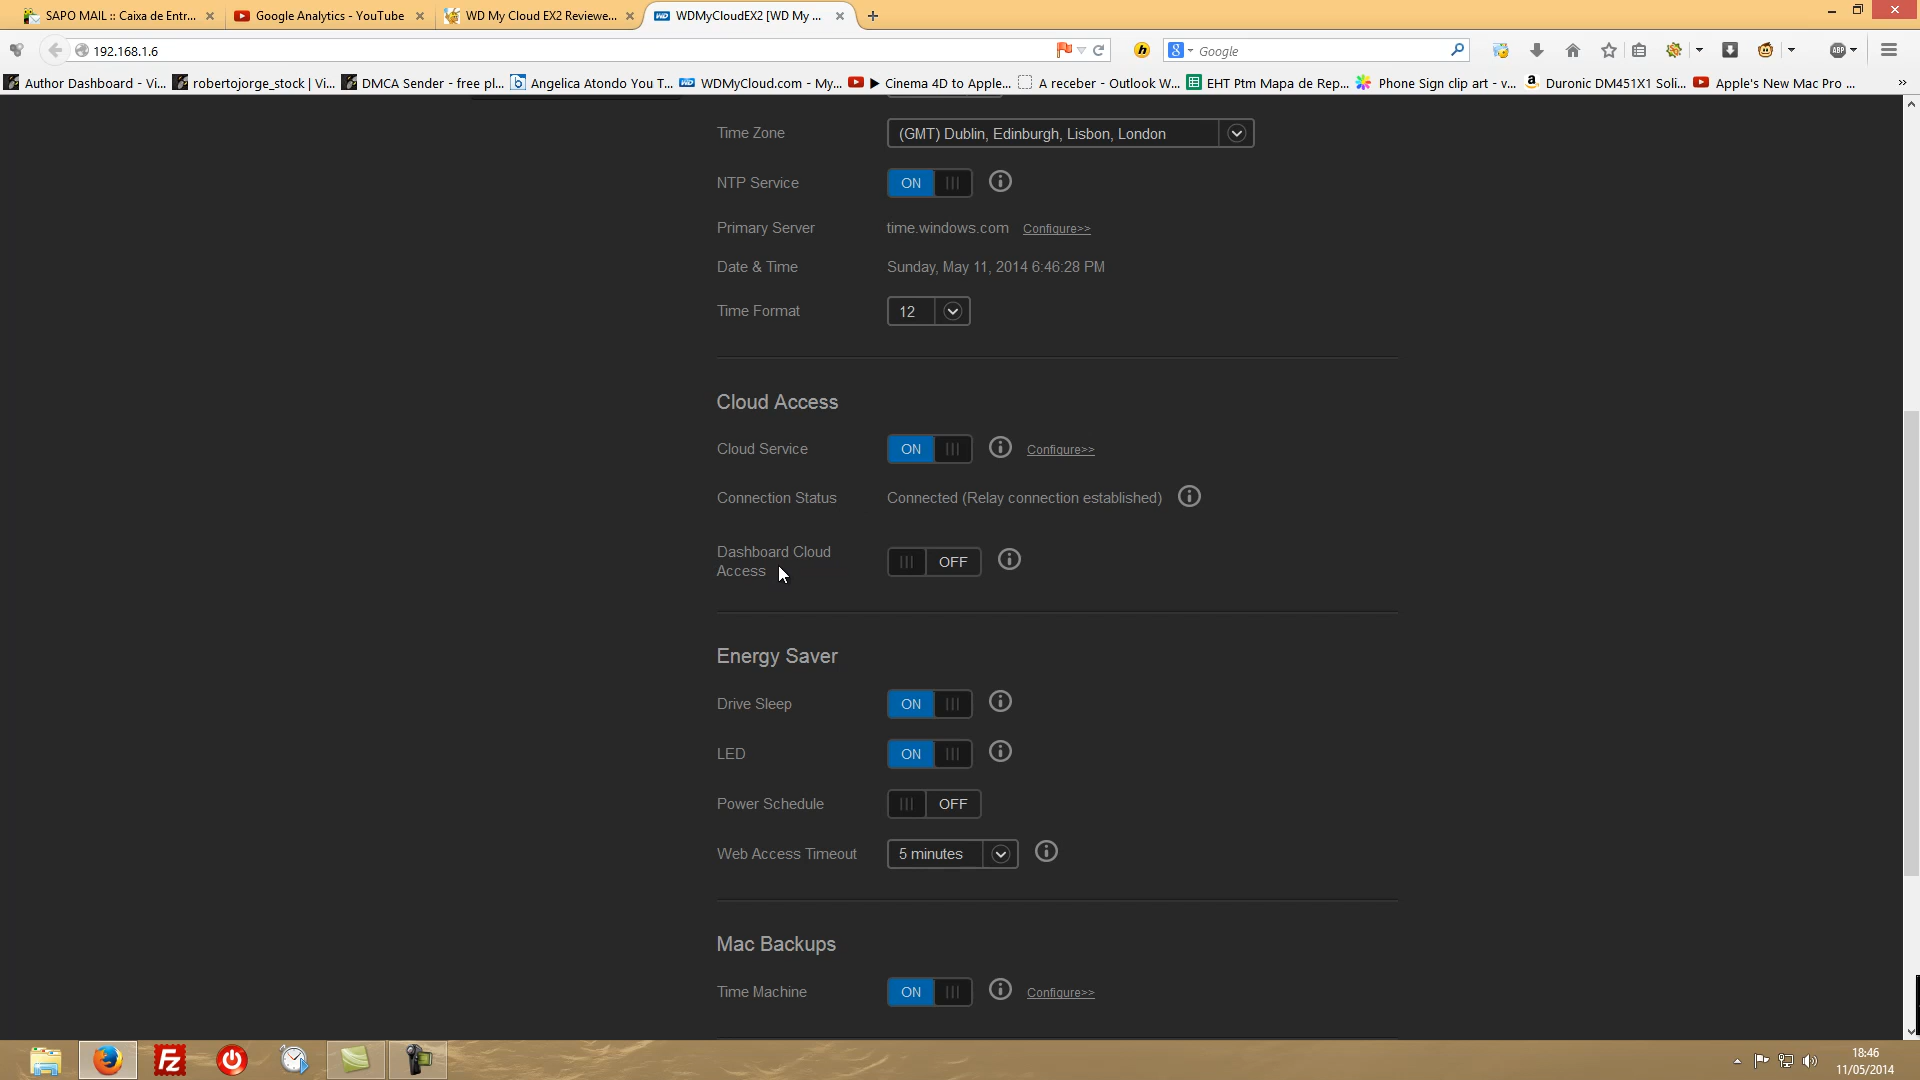 SAPO MAIL :: Caixa de Entr...
Google Analytics - YouTube
WD My Cloud EX2 Reviewe...
WDMyCloudEX2 [WD My ...
192.168.1.6
Google
ABP
Author Dashboard - Vi...
robertojorge_stock | Vi...
DMCA Sender - free pl...
Angelica Atondo You T...
WDMyCloud.com - My...
▶ Cinema 4D to Apple...
A receber - Outlook W...
EHT Ptm Mapa de Rep...
Phone Sign clip art - v...
Duronic DM451X1 Soli...
Apple's New Mac Pro ...
Time Zone
(GMT) Dublin, Edinburgh, Lisbon, London
NTP Service
ON
Primary Server
time.windows.com
Configure>>
Date & Time
Sunday, May 11, 2014 6:46:28 PM
Time Format
12
Cloud Access
Cloud Service
ON
Configure>>
Connection Status
Connected (Relay connection established)
Dashboard Cloud
Access
OFF
Energy Saver
Drive Sleep
ON
LED
ON
Power Schedule
OFF
Web Access Timeout
5 minutes
Mac Backups
Time Machine
ON
Configure>>
18:46
11/05/2014